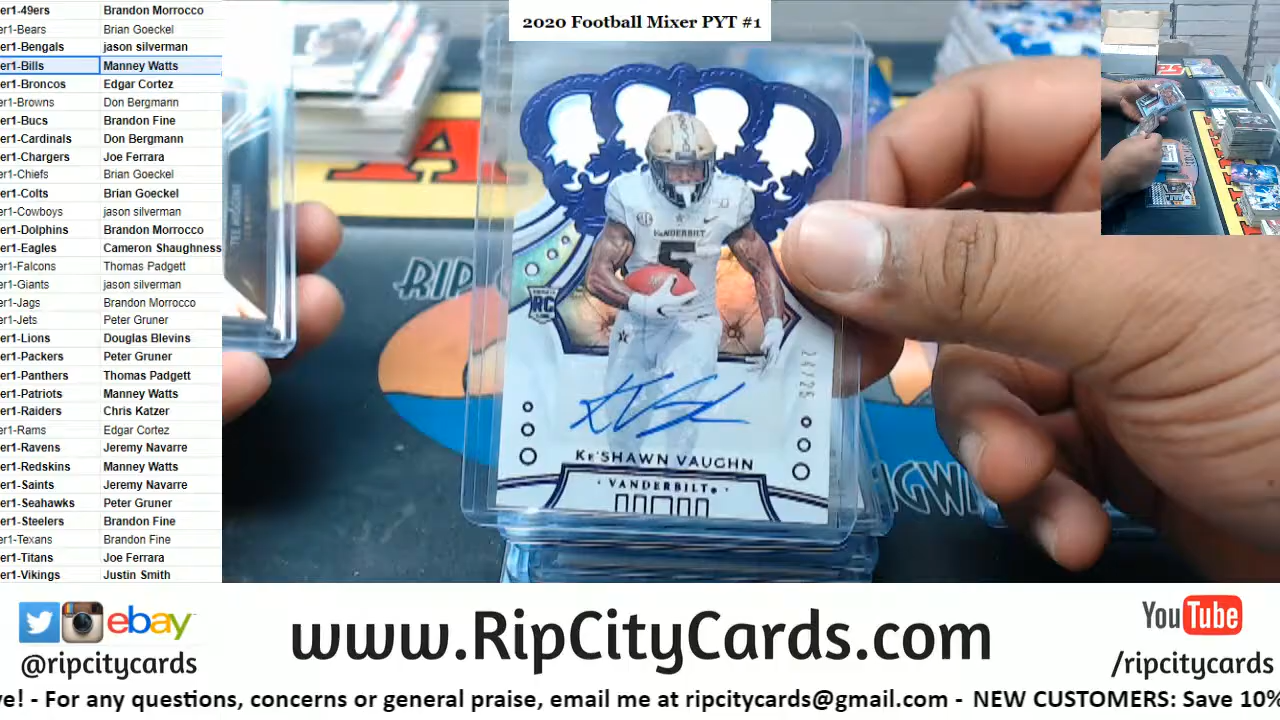 2020 Football Mixer PYT #1
er1-49ers Brandon Morrocco
er1-Bears Brian Goeckel
er1-Bengals jason silverman
er1-Bills Manney Watts
er1-Broncos Edgar Cortez
er1-Browns Don Bergmann
er1-Bucs Brandon Fine
er1-Cardinals Don Bergmann
er1-Chargers Joe Ferrara
er1-Chiefs Brian Goeckel
er1-Colts Brian Goeckel
er1-Cowboys jason silverman
er1-Dolphins Brandon Morrocco
er1-Eagles Cameron Shaughness
er1-Falcons Thomas Padgett
er1-Giants jason silverman
er1-Jags Brandon Morrocco
er1-Jets Peter Gruner
er1-Lions Douglas Blevins
er1-Packers Peter Gruner
er1-Panthers Thomas Padgett
er1-Patriots Manney Watts
er1-Raiders Chris Katzer
er1-Rams Edgar Cortez
er1-Ravens Jeremy Navarre
er1-Redskins Manney Watts
er1-Saints Jeremy Navarre
er1-Seahawks Peter Gruner
er1-Steelers Brandon Fine
er1-Texans Brandon Fine
er1-Titans Joe Ferrara
er1-Vikings Justin Smith
RIP
VANDERBILT
5
RC
24/25
KE'SHAWN VAUGHN
· VANDERBILT ·
ebay
@ripcitycards
www.RipCityCards.com
YouTube
/ripcitycards
ve! - For any questions, concerns or general praise, email me at ripcitycards@gmail.com - NEW CUSTOMERS: Save 10%